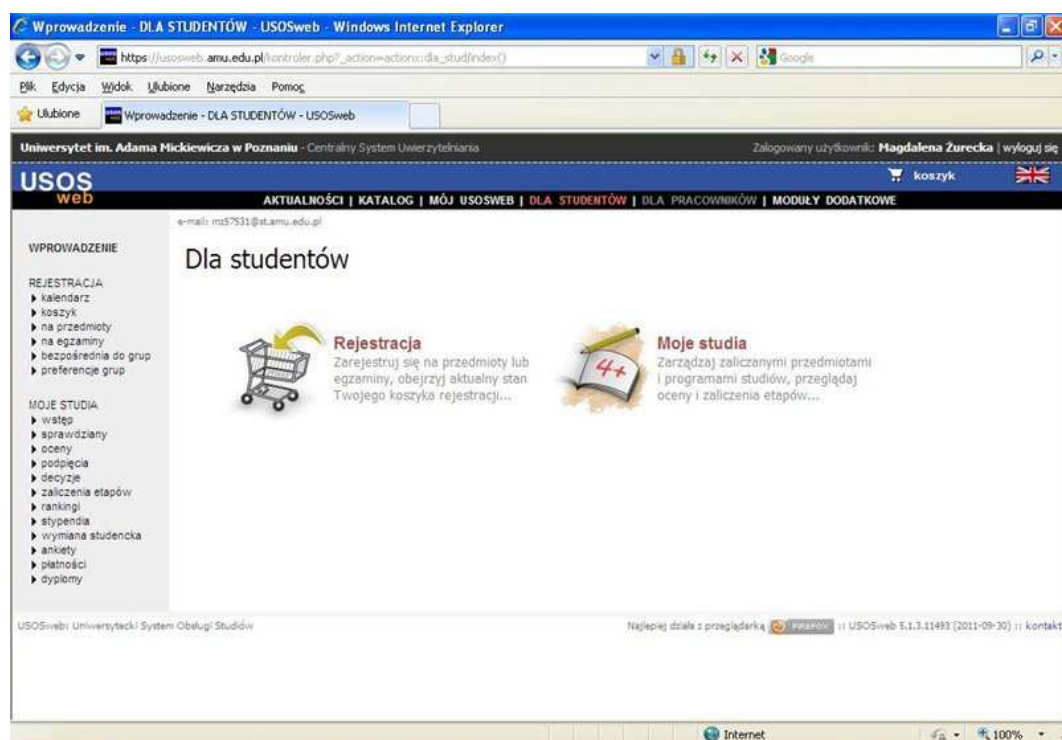 Wprowadzenie - DLA STUDENTÓW - USOSweb - Windows Internet Explorer
https://usosweb.amu.edu.pl/kontroler.php?_action=actionx:dla_stud/index()
Google
Plik Edycja Widok Ulubione Narzędzia Pomoc
Ulubione
Wprowadzenie - DLA STUDENTÓW - USOSweb
Uniwersytet im. Adama Mickiewicza w Poznaniu - Centralny System Uwierzytelniania
Zalogowany użytkownik: Magdalena Żurecka | wyloguj się
USOS
web
koszyk
AKTUALNOŚCI | KATALOG | MÓJ USOSWEB | DLA STUDENTÓW | DLA PRACOWNIKÓW | MODUŁY DODATKOWE
e-mail: mz57531@st.amu.edu.pl
WPROWADZENIE
REJESTRACJA
kalendarz
koszyk
na przedmioty
na egzaminy
bezpośrednia do grup
preferencje grup
MOJE STUDIA
wstęp
sprawdziany
oceny
podpięcia
decyzje
zaliczenia etapów
rankingi
stypendia
wymiana studencka
ankiety
płatności
dyplomy
Dla studentów
Rejestracja
Zarejestruj się na przedmioty lub
egzaminy, obejrzyj aktualny stan
Twojego koszyka rejestracji...
4+
Moje studia
Zarządzaj zaliczanymi przedmiotami
i programami studiów, przeglądaj
oceny i zaliczenia etapów...
USOSweb: Uniwersytecki System Obsługi Studiów
Najlepiej działa z przeglądarką FIREFOX :: USOSweb 5.1.3.11493 (2011-09-30) :: kontakt
Internet
100%